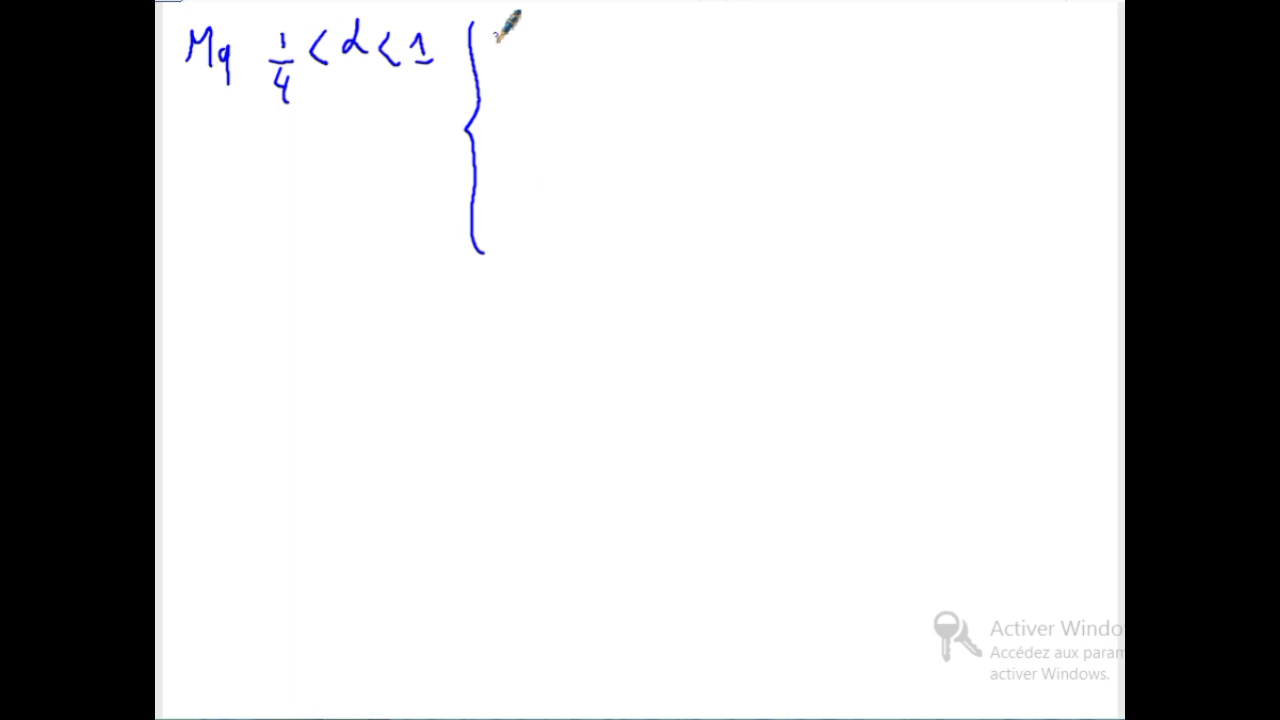 Mq 1/4 < α < 1 {
Activer Windo
Accédez aux param
activer Windows.